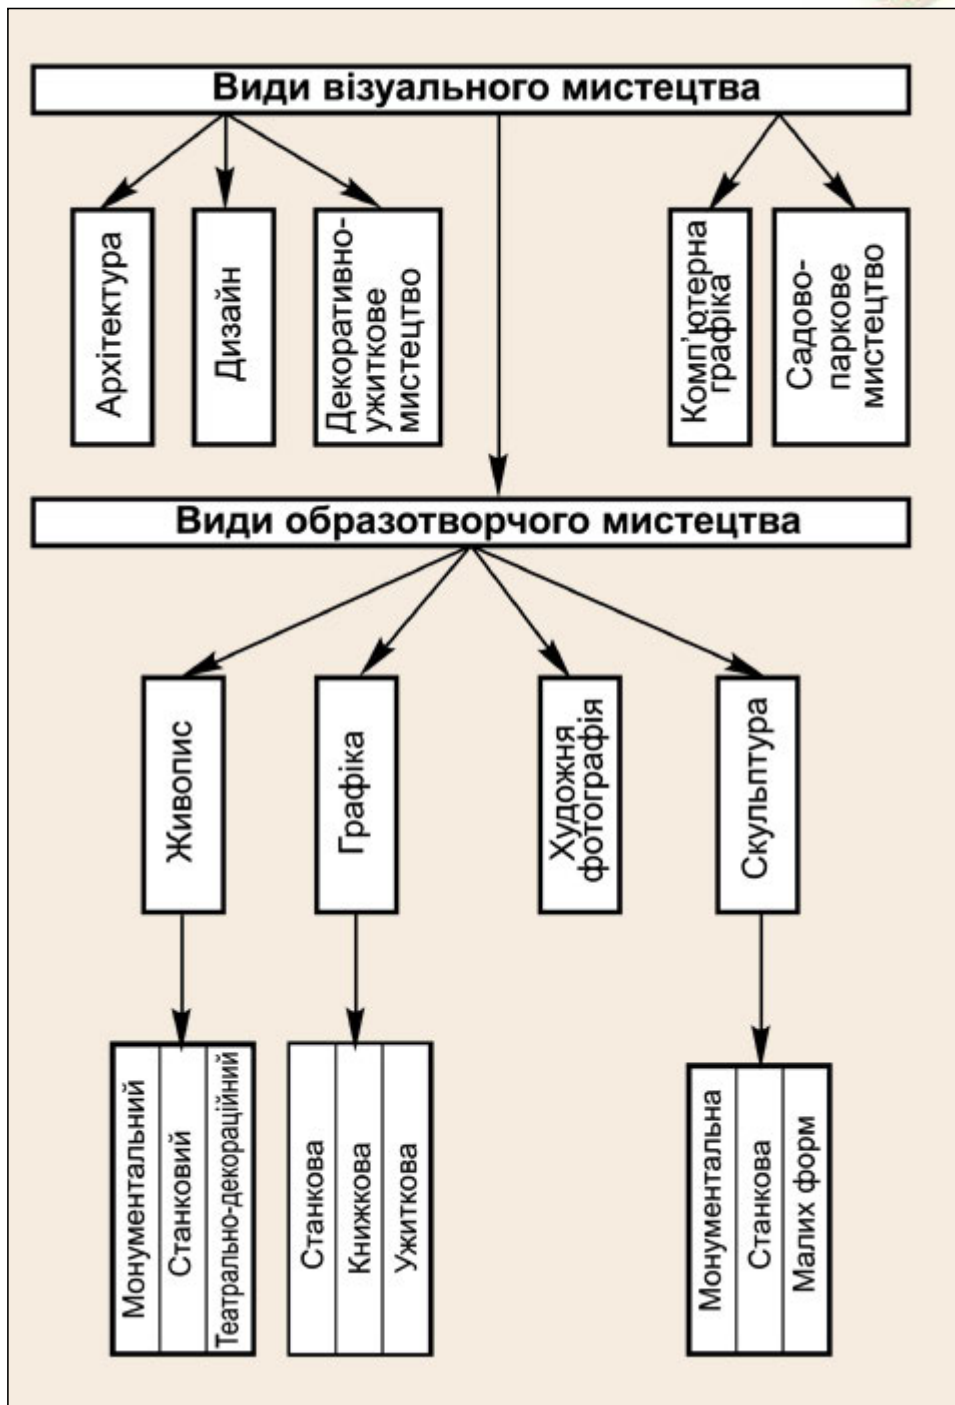 Види візуального мистецтва
Архітектура
Дизайн
Декоративно-
ужиткове
мистецтво
Комп'ютерна
графіка
Садово-
паркове
мистецтво
Види образотворчого мистецтва
Живопис
Графіка
Художня
фотографія
Скульптура
Монументальний
Станковий
Театрально-декораційний
Станкова
Книжкова
Ужиткова
Монументальна
Станкова
Малих форм